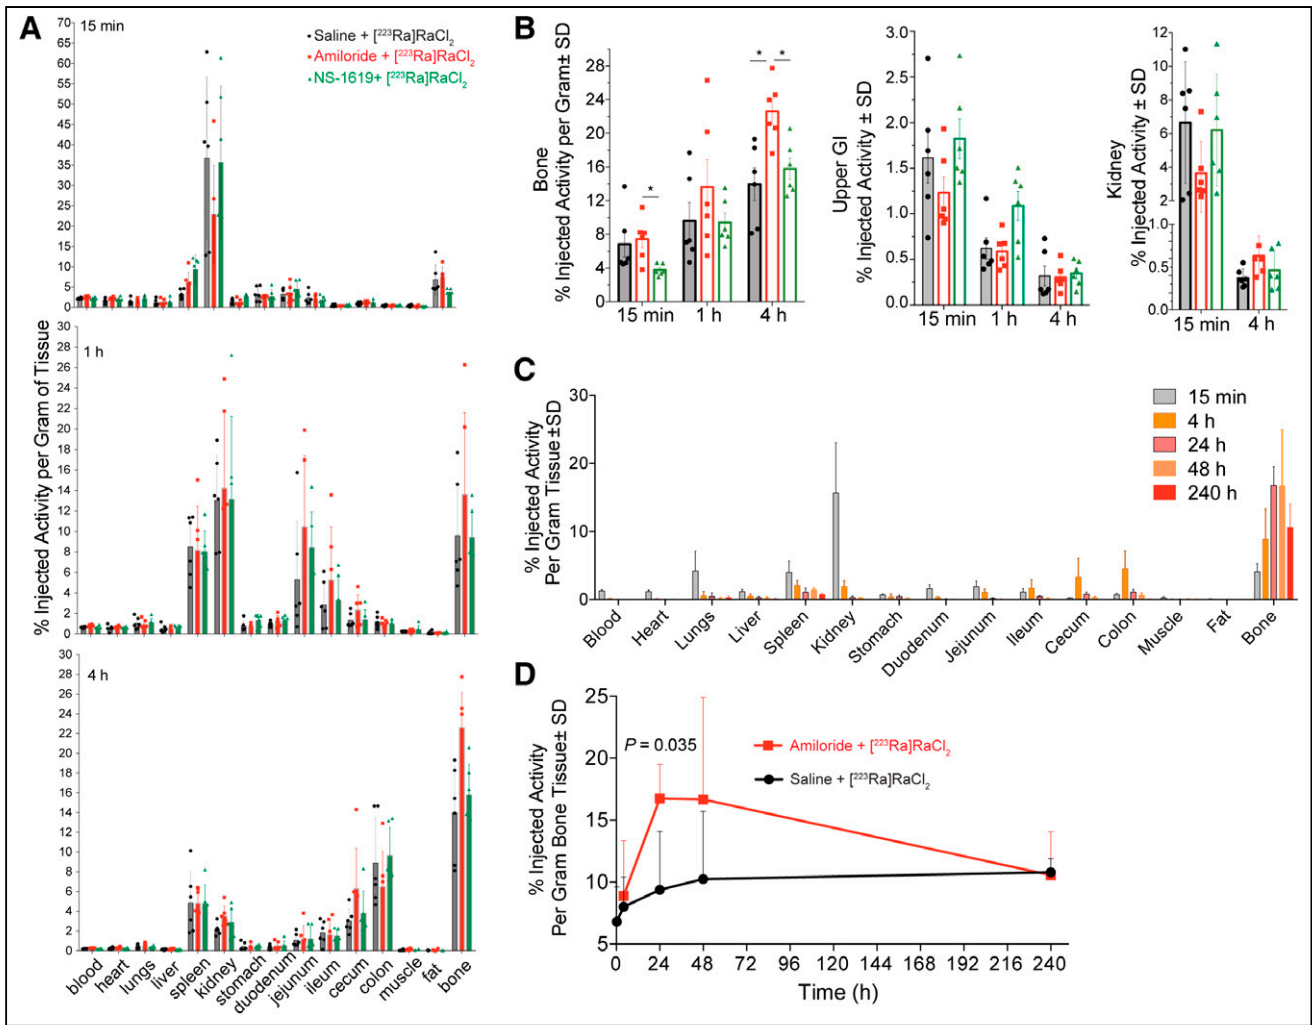 A
15 min
Saline + [²²³Ra]RaCl₂
Amiloride + [²²³Ra]RaCl₂
NS-1619+ [²²³Ra]RaCl₂
70
65
60
55
50
45
40
35
30
25
20
15
10
5
0
1 h
30
28
26
24
22
20
18
16
14
12
10
8
6
4
2
0
% Injected Activity per Gram of Tissue
4 h
30
28
26
24
22
20
18
16
14
12
10
8
6
4
2
0
blood
heart
lungs
liver
spleen
kidney
stomach
duodenum
jejunum
ileum
cecum
colon
muscle
fat
bone
B
Bone
% Injected Activity per Gram± SD
28
24
20
16
12
8
4
0
* *
*
15 min 1 h 4 h
Upper GI
% Injected Activity ± SD
3.0
2.5
2.0
1.5
1.0
0.5
0.0
15 min 1 h 4 h
Kidney
% Injected Activity ± SD
12
10
8
6
4
2
1.0
0.5
0.0
15 min 4 h
C
% Injected Activity
Per Gram Tissue±SD
30
20
10
0
15 min
4 h
24 h
48 h
240 h
Blood
Heart
Lungs
Liver
Spleen
Kidney
Stomach
Duodenum
Jejunum
Ileum
Cecum
Colon
Muscle
Fat
Bone
D
% Injected Activity
Per Gram Bone Tissue± SD
25
20
15
10
5
P = 0.035
Amiloride + [²²³Ra]RaCl₂
Saline + [²²³Ra]RaCl₂
0 24 48 72 96 120 144 168 192 216 240
Time (h)